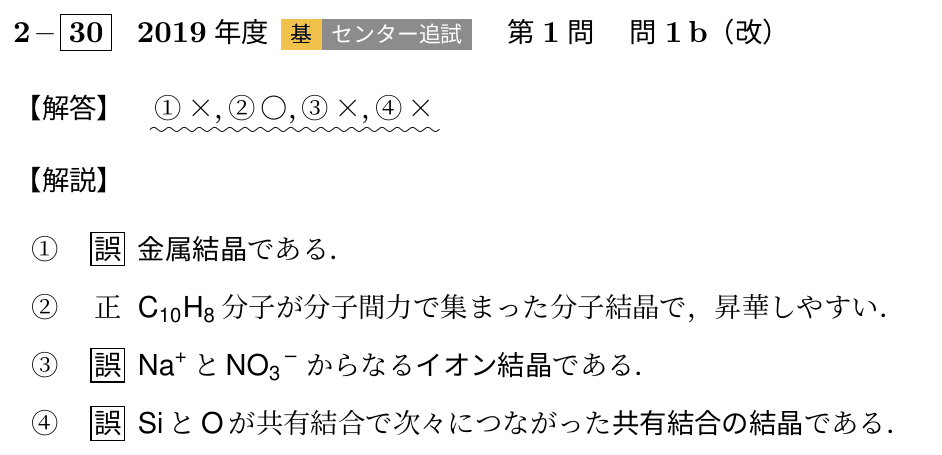 2－30 2019 年度 基 センター追試 第 1 問 問 1 b（改）
【解答】 ① ×, ② ○, ③ ×, ④ ×
【解説】
① 誤 金属結晶である．
② 正 C₁₀H₈ 分子が分子間力で集まった分子結晶で，昇華しやすい．
③ 誤 Na⁺ と NO₃⁻ からなるイオン結晶である．
④ 誤 Si と O が共有結合で次々につながった共有結合の結晶である．